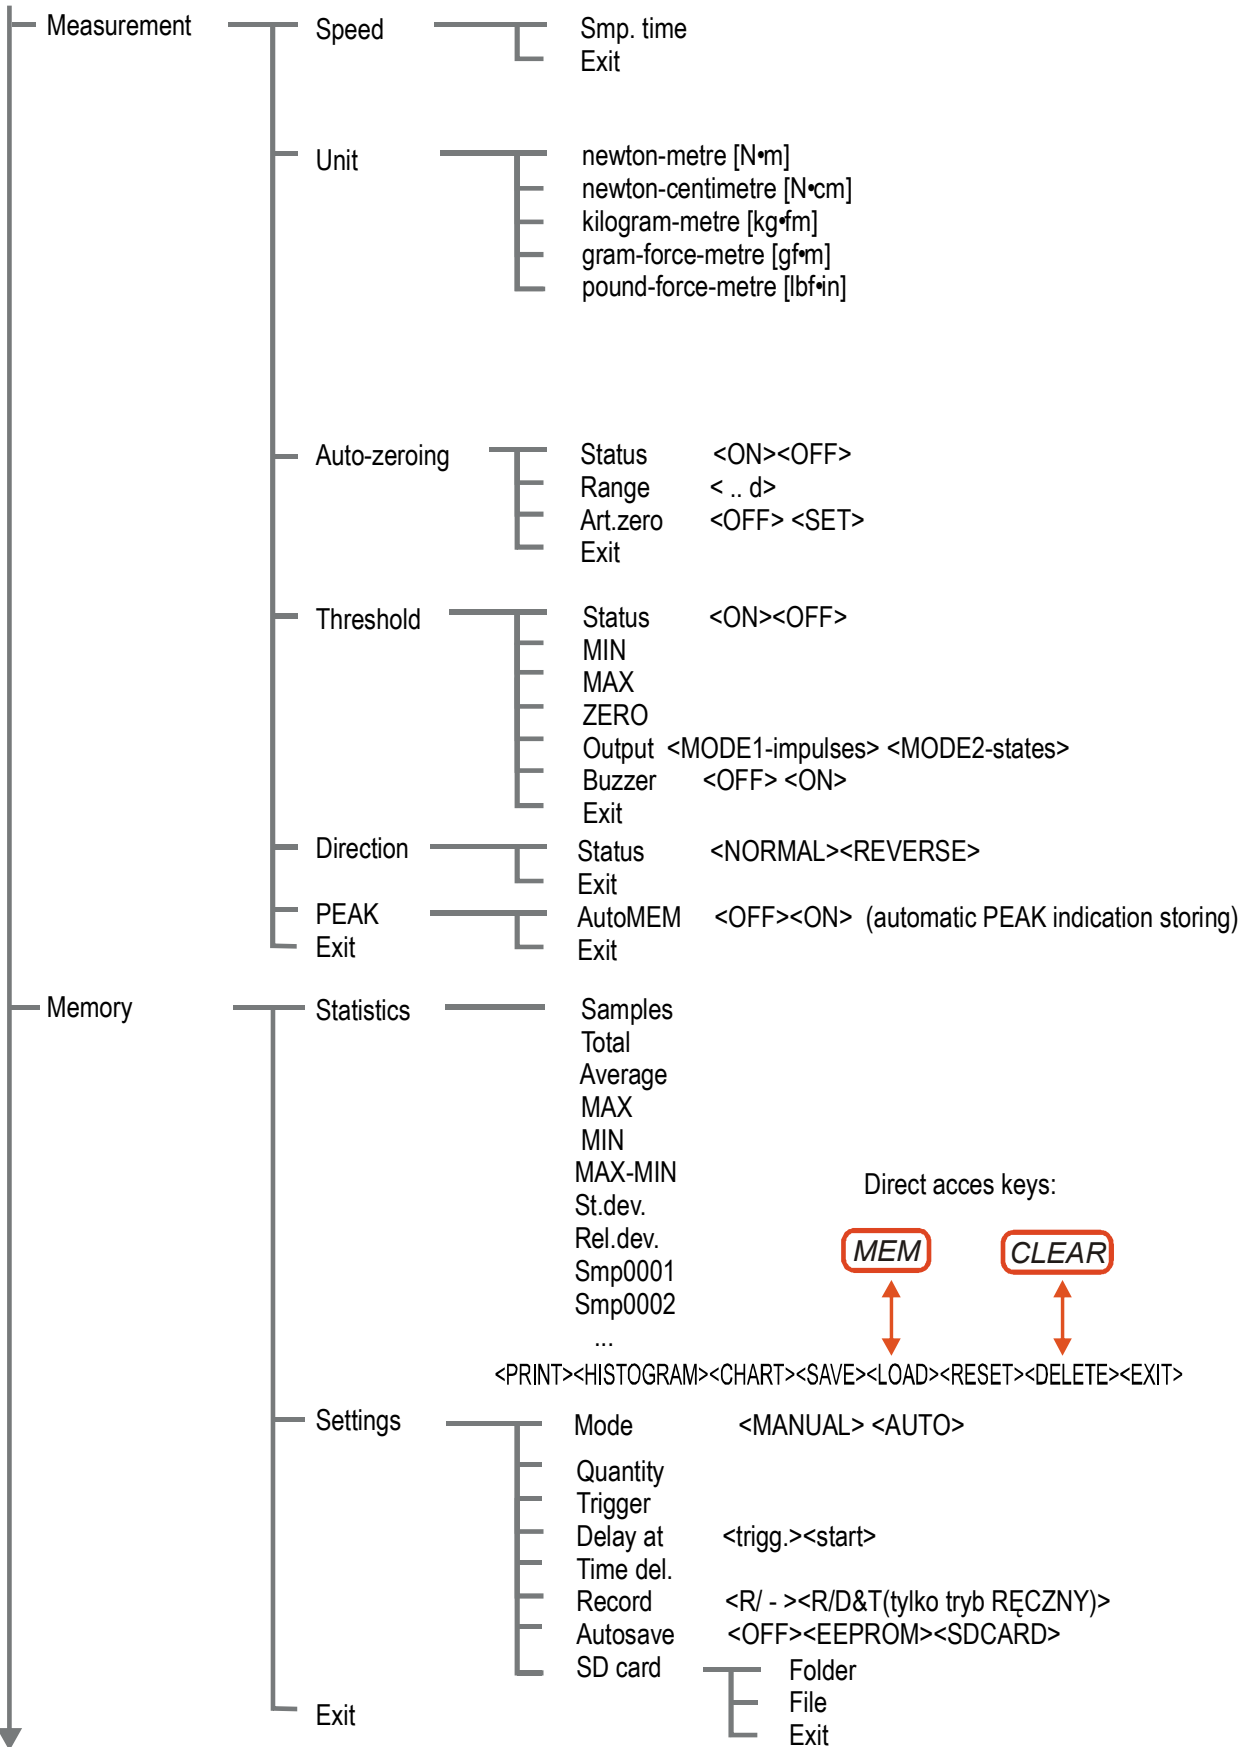 Measurement Speed Smp. time
Exit
Unit newton-metre [N•m]
newton-centimetre [N•cm]
kilogram-metre [kg•fm]
gram-force-metre [gf•m]
pound-force-metre [lbf•in]
Auto-zeroing Status <ON><OFF>
Range < .. d>
Art.zero <OFF> <SET>
Exit
Threshold Status <ON><OFF>
MIN
MAX
ZERO
Output <MODE1-impulses> <MODE2-states>
Buzzer <OFF> <ON>
Exit
Direction Status <NORMAL><REVERSE>
Exit
PEAK AutoMEM <OFF><ON> (automatic PEAK indication storing)
Exit Exit
Memory Statistics Samples
Total
Average
MAX
MIN
MAX-MIN
Direct acces keys:
St.dev.
Rel.dev.
MEM CLEAR
Smp0001
Smp0002
...
<PRINT><HISTOGRAM><CHART><SAVE><LOAD><RESET><DELETE><EXIT>
Settings Mode <MANUAL> <AUTO>
Quantity
Trigger
Delay at <trigg.><start>
Time del.
Record <R/ - ><R/D&T(tylko tryb RĘCZNY)>
Autosave <OFF><EEPROM><SDCARD>
SD card Folder
File
Exit Exit